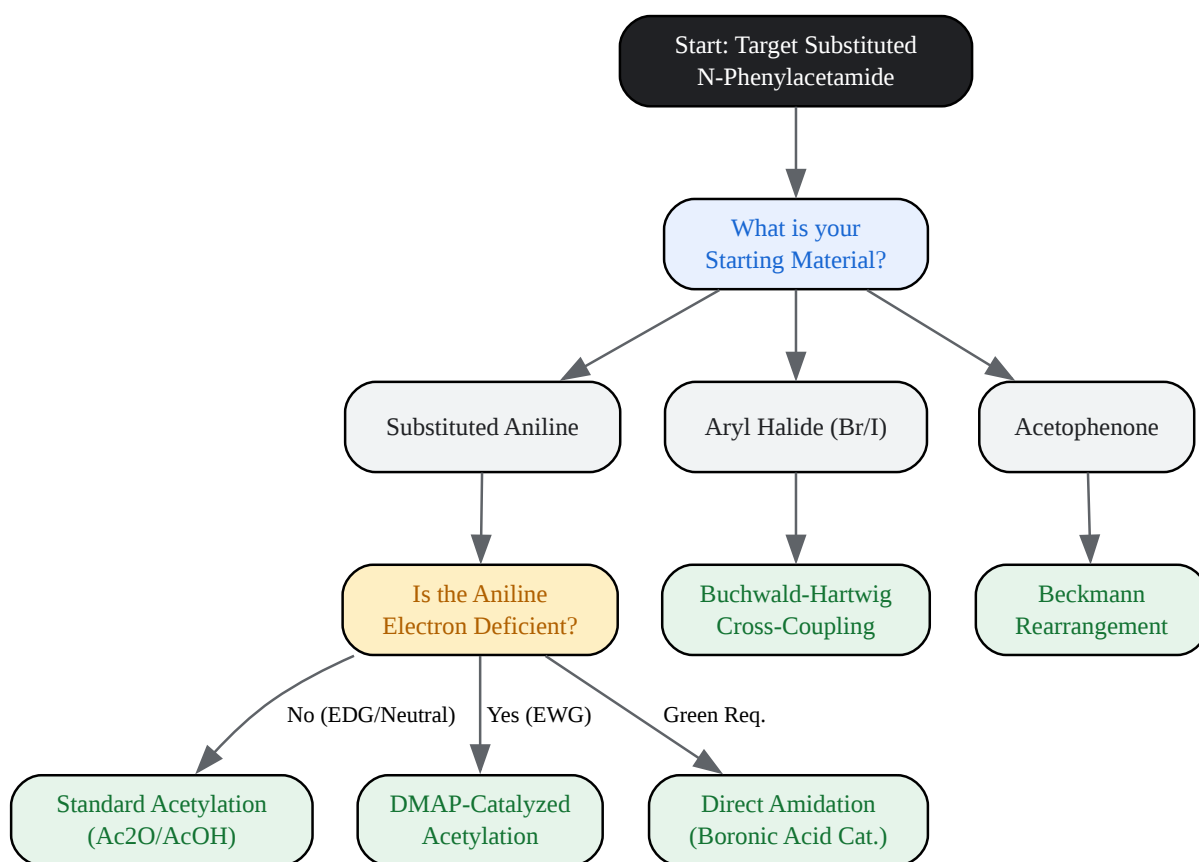 Start: Target Substituted
N-Phenylacetamide
What is your
Starting Material?
Substituted Aniline
Aryl Halide (Br/I)
Acetophenone
Is the Aniline
Electron Deficient?
Buchwald-Hartwig
Cross-Coupling
Beckmann
Rearrangement
No (EDG/Neutral)
Yes (EWG)
Green Req.
Standard Acetylation
(Ac2O/AcOH)
DMAP-Catalyzed
Acetylation
Direct Amidation
(Boronic Acid Cat.)